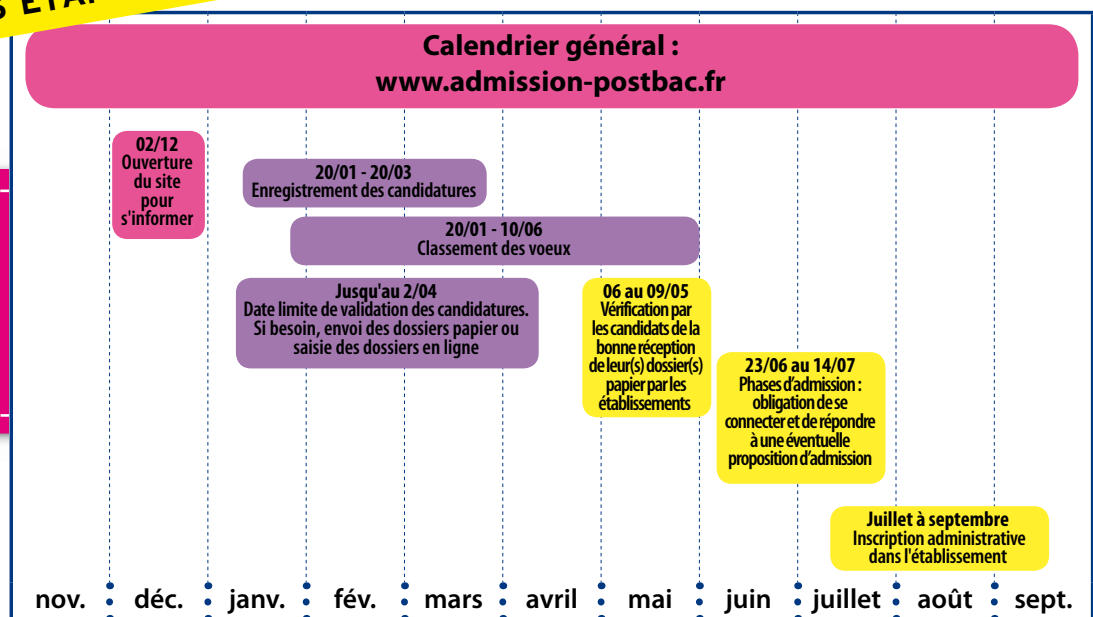 Calendrier général :
www.admission-postbac.fr
02/12
Ouverture
du site
pour
s'informer
20/01 - 20/03
Enregistrement des candidatures
20/01 - 10/06
Classement des voeux
Jusqu'au 2/04
Date limite de validation des candidatures.
Si besoin, envoi des dossiers papier ou
saisie des dossiers en ligne
06 au 09/05
Vérification par
les candidats de la
bonne réception
de leur(s) dossier(s)
papier par les
établissements
23/06 au 14/07
Phases d'admission :
obligation de se
connecter et de répondre
à une éventuelle
proposition d'admission
Juillet à septembre
Inscription administrative
dans l'établissement
nov. déc. janv. fév. mars avril mai juin juillet août sept.